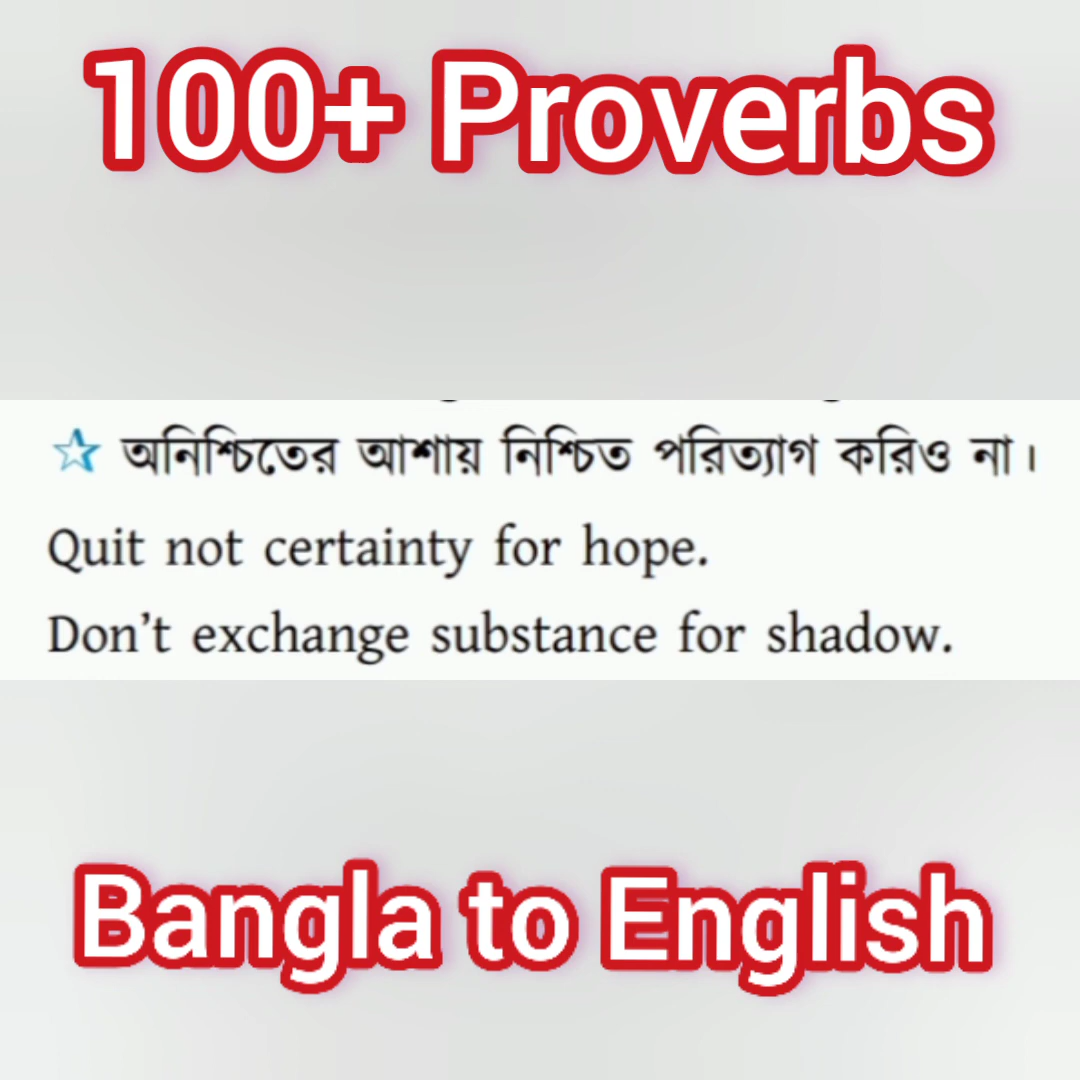 100+ Proverbs
☆ অনিশ্চিতের আশায় নিশ্চিত পরিত্যাগ করিও না।
Quit not certainty for hope.
Don’t exchange substance for shadow.
Bangla to English